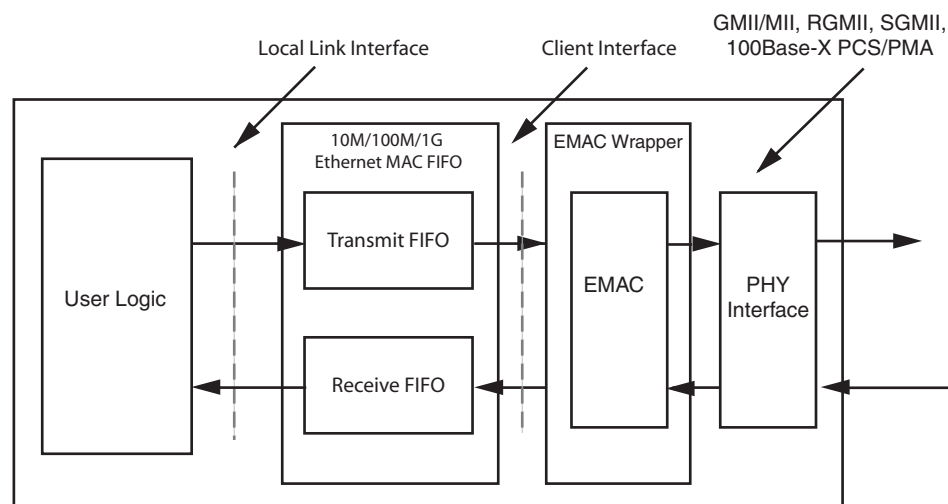 GMII/MII, RGMII, SGMII,
100Base-X PCS/PMA
Local Link Interface
Client Interface
10M/100M/1G
Ethernet MAC FIFO
EMAC Wrapper
User Logic
Transmit FIFO
Receive FIFO
EMAC
PHY
Interface